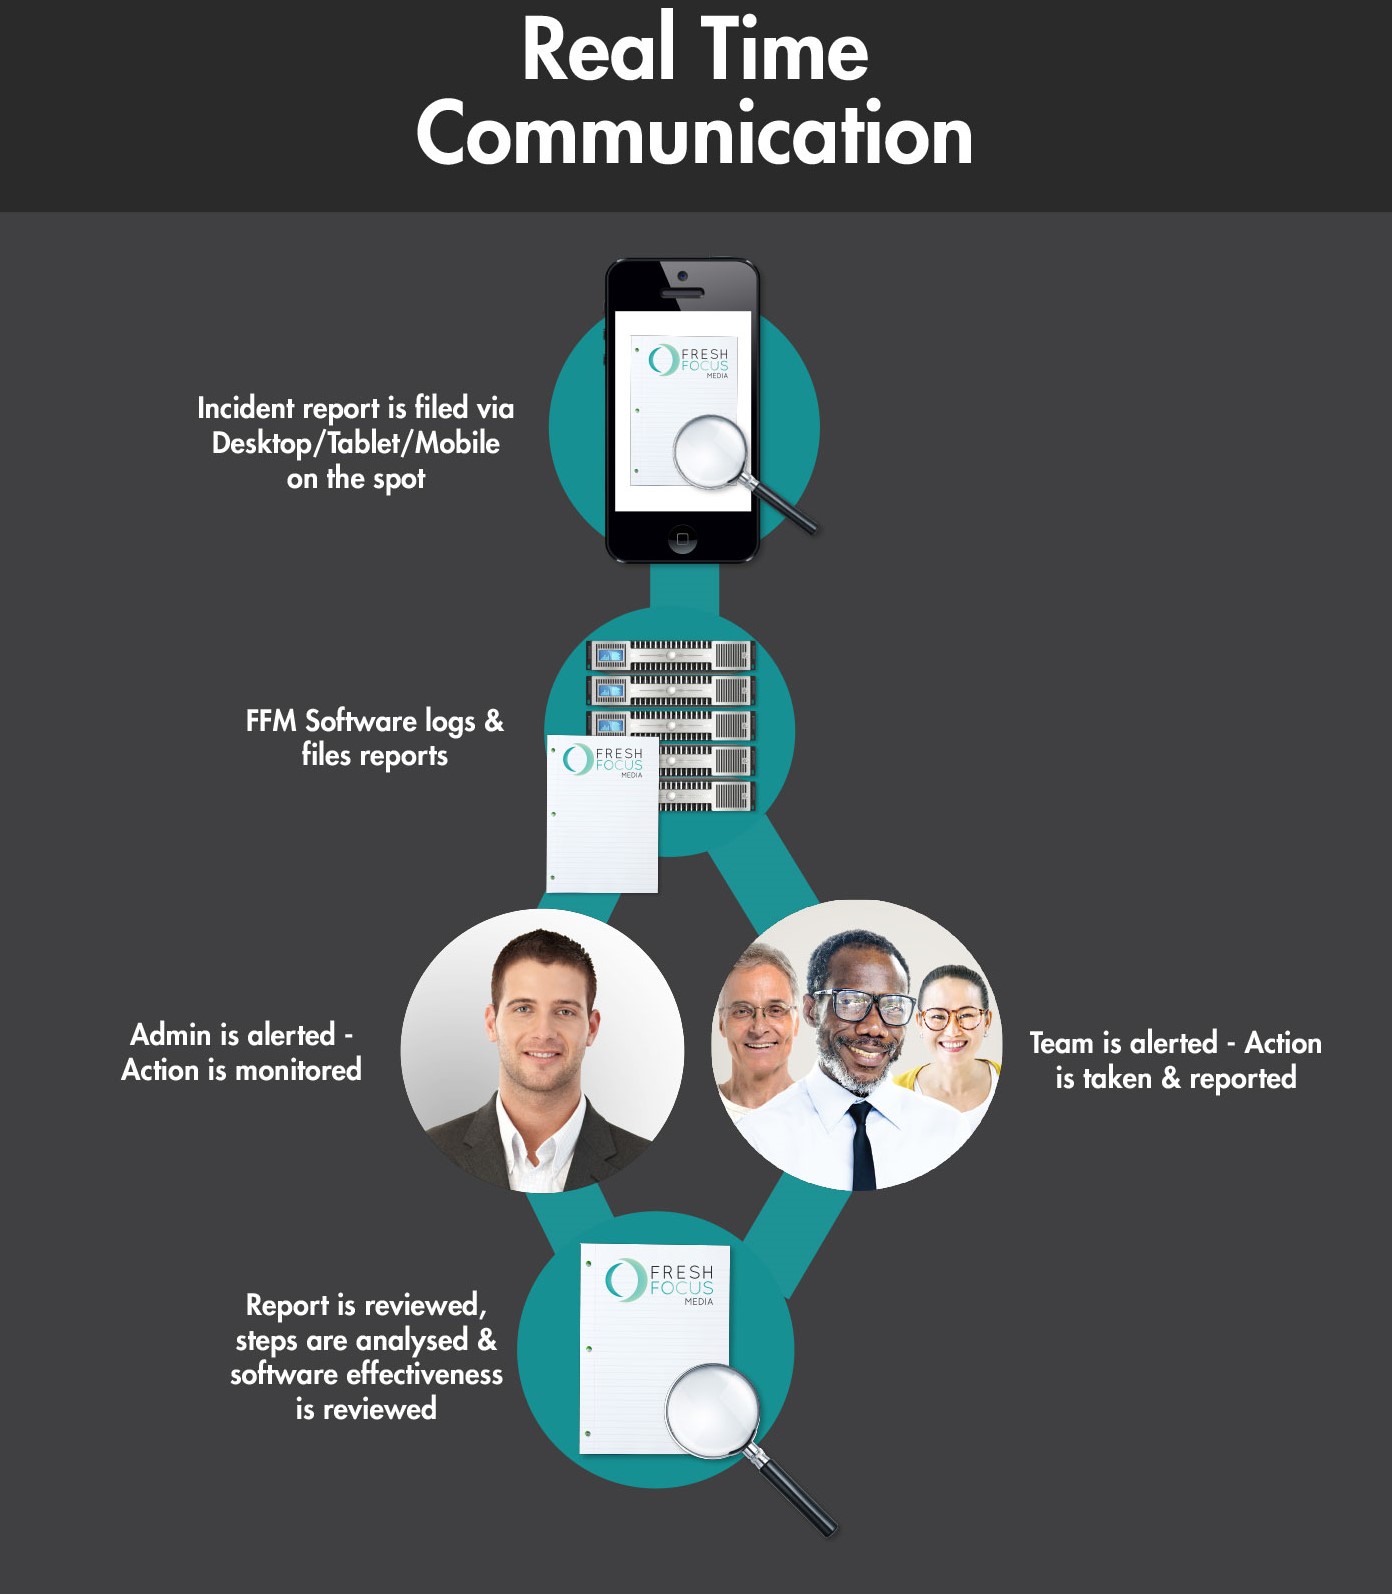 Real Time
Communication
FRESH
FOCUS
MEDIA
Incident report is filed via
Desktop/Tablet/Mobile
on the spot
FFM Software logs &
files reports
FRESH
FOCUS
MEDIA
Admin is alerted -
Action is monitored
Team is alerted - Action
is taken & reported
FRESH
FOCUS
MEDIA
Report is reviewed,
steps are analysed &
software effectiveness
is reviewed